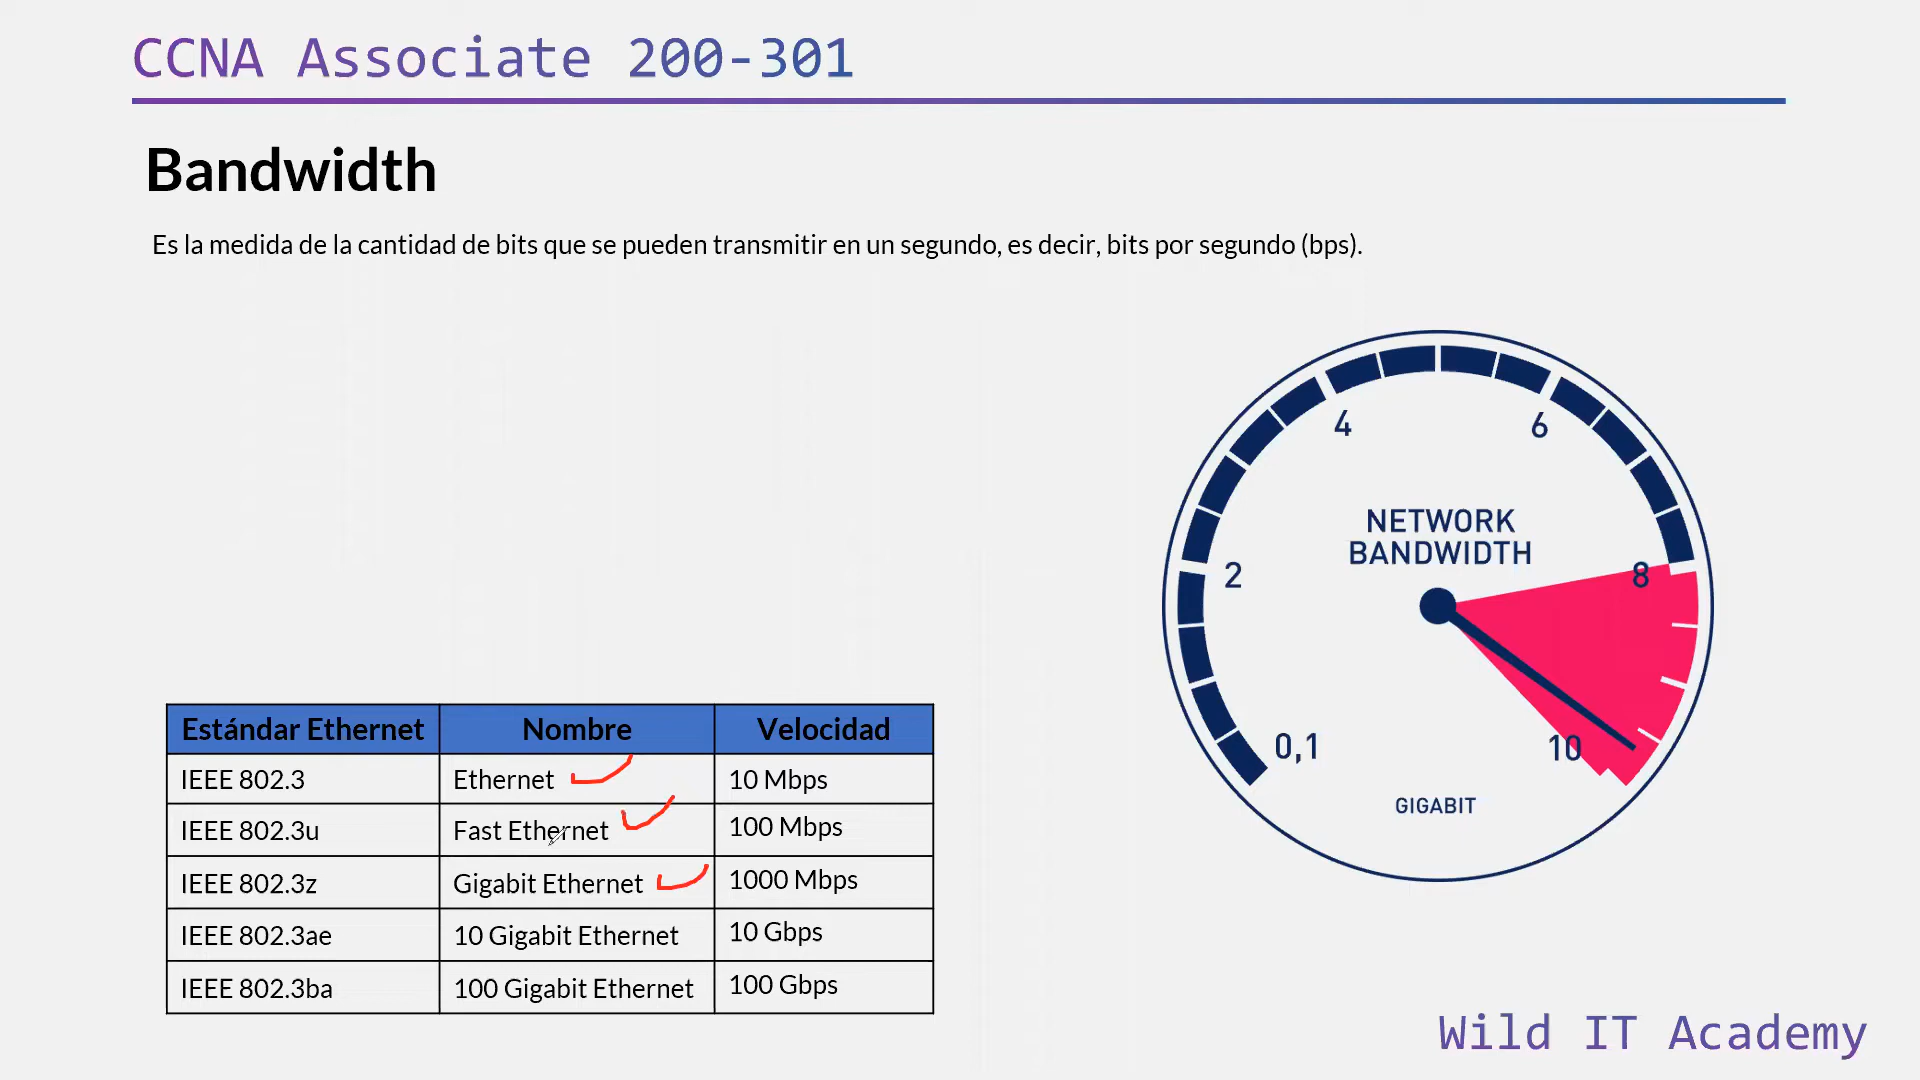 CCNA Associate 200-301
Bandwidth
Es la medida de la cantidad de bits que se pueden transmitir en un segundo, es decir, bits por segundo (bps).
4
6
NETWORK
BANDWIDTH
2
8
0,1
10
GIGABIT
Estándar Ethernet Nombre Velocidad
IEEE 802.3 Ethernet 10 Mbps
IEEE 802.3u Fast Ethernet 100 Mbps
IEEE 802.3z Gigabit Ethernet 1000 Mbps
IEEE 802.3ae 10 Gigabit Ethernet 10 Gbps
IEEE 802.3ba 100 Gigabit Ethernet 100 Gbps
Wild IT Academy